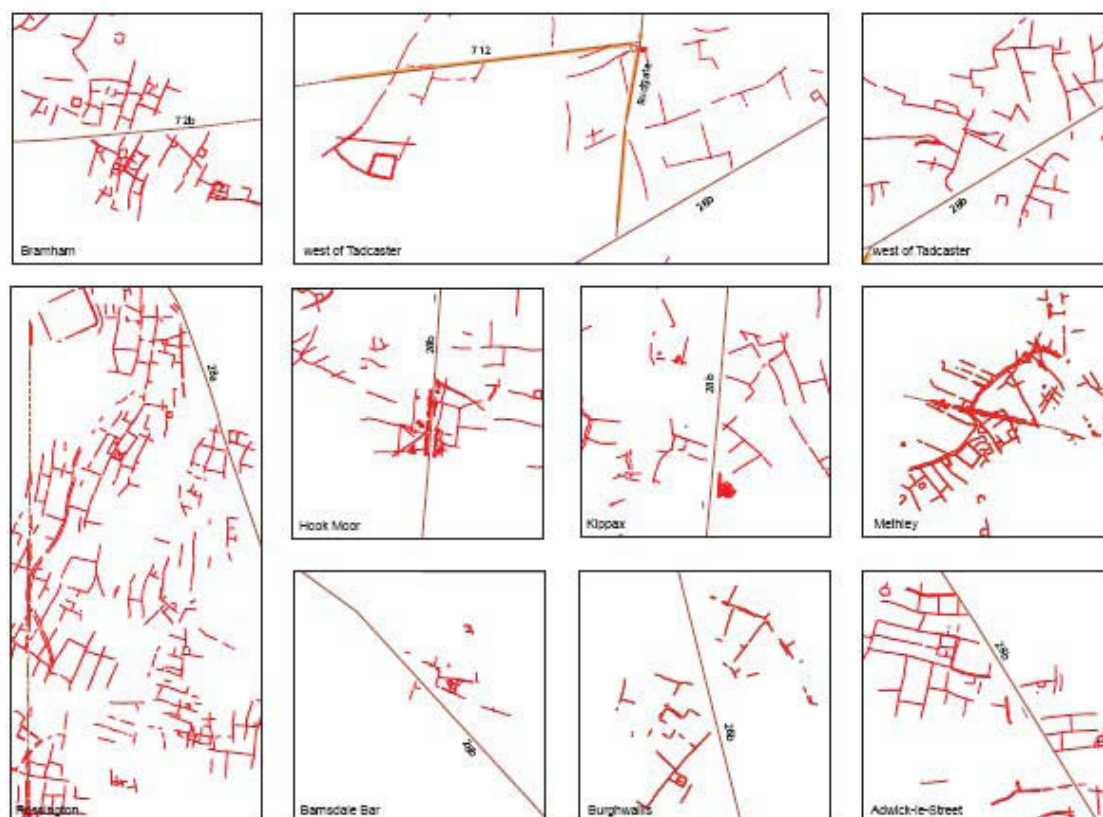 72b
Bramham
712
Rudgate
28b
west of Tadcaster
28b
west of Tadcaster
28a
Rossington
28b
Hook Moor
28b
Kippax
Methley
28b
Barnsdale Bar
28b
Burghwallis
28b
Adwick-le-Street